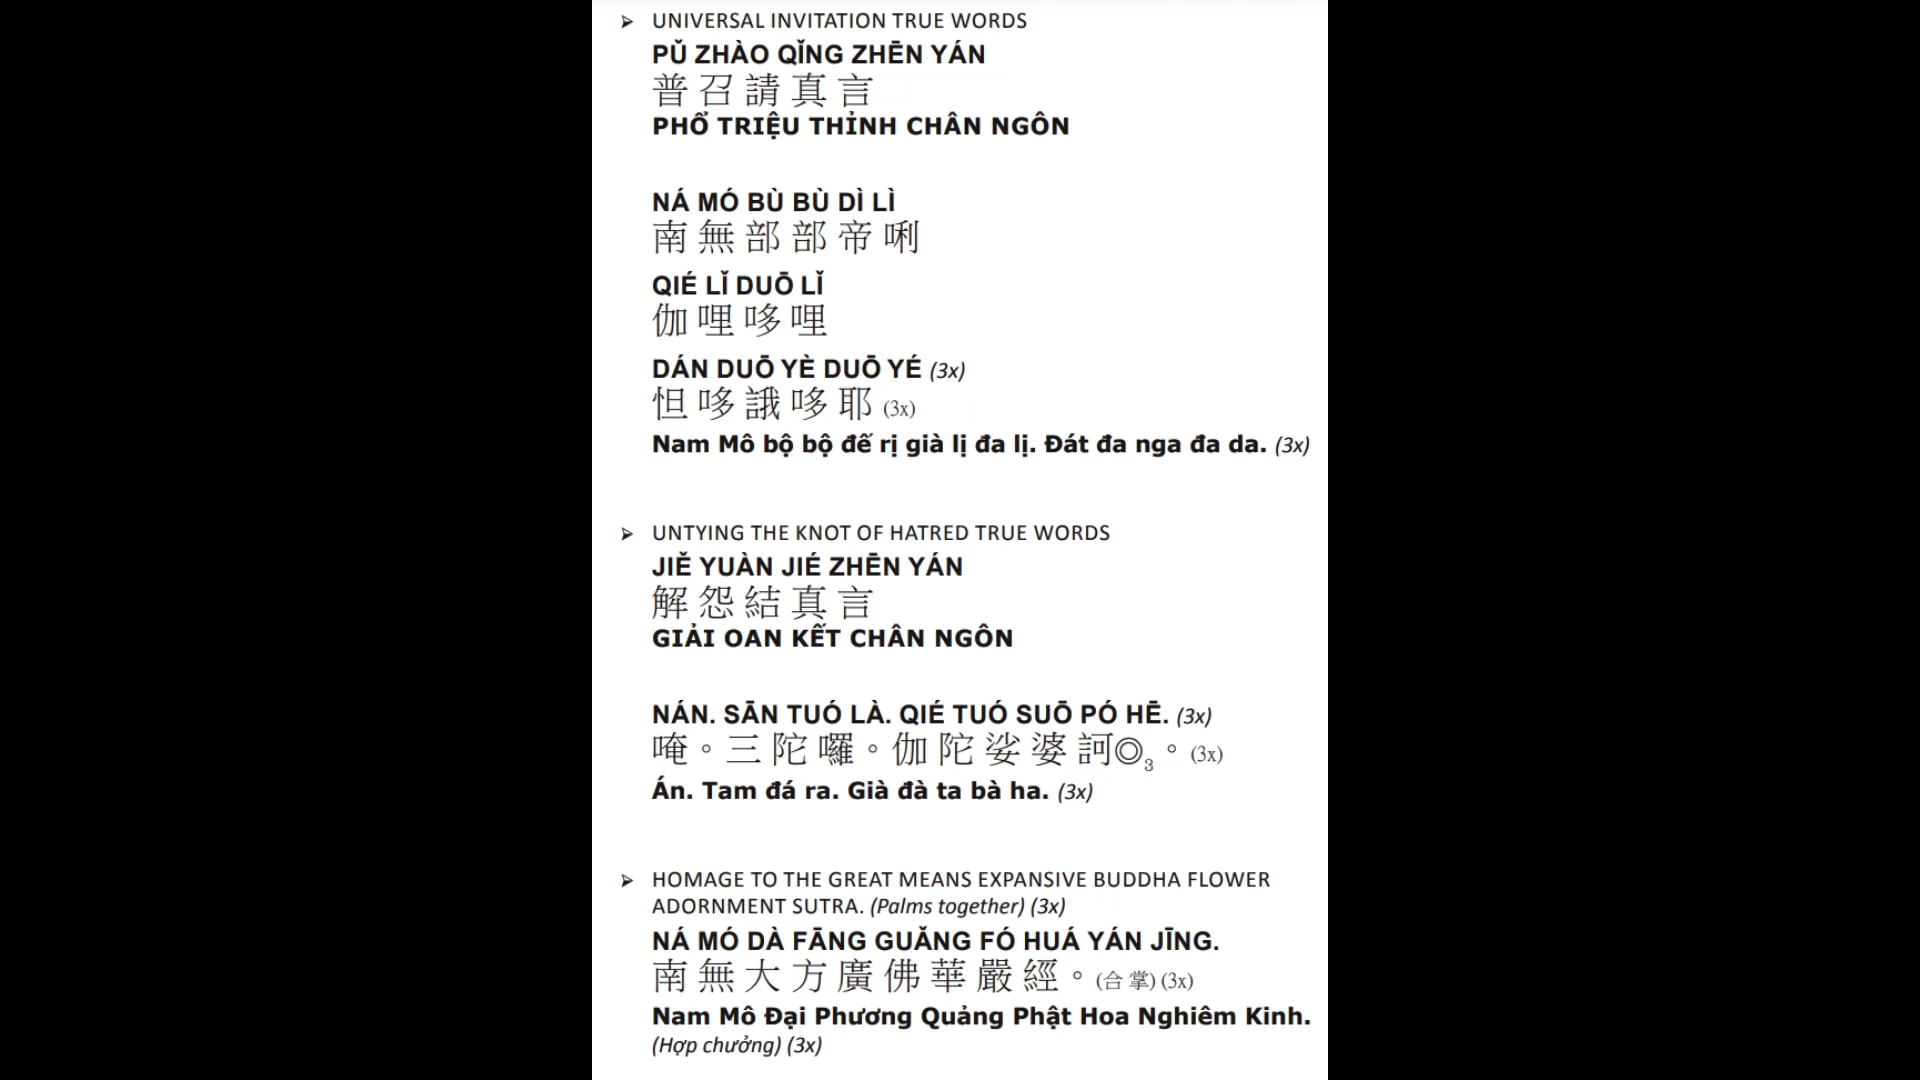 ➢ UNIVERSAL INVITATION TRUE WORDS
PǓ ZHÀO QǏNG ZHĒN YÁN
普召請真言
PHỔ TRIỆU THỈNH CHÂN NGÔN
NÁ MÓ BÙ BÙ DÌ LÌ
南無部部帝唎
QIÉ LǏ DUŌ LǏ
伽哩哆哩
DÁN DUŌ YÈ DUŌ YÉ (3x)
怛哆誐哆耶 (3x)
Nam Mô bộ bộ đế rị già lị đa lị. Đát đa nga đa da. (3x)
➢ UNTYING THE KNOT OF HATRED TRUE WORDS
JIĚ YUÀN JIÉ ZHĒN YÁN
解怨結真言
GIẢI OAN KẾT CHÂN NGÔN
NÁN. SĀN TUÓ LÀ. QIÉ TUÓ SUŌ PÓ HĒ. (3x)
唵。三陀囉。伽陀娑婆訶◎3。(3x)
Án. Tam đá ra. Già đà ta bà ha. (3x)
➢ HOMAGE TO THE GREAT MEANS EXPANSIVE BUDDHA FLOWER
ADORNMENT SUTRA. (Palms together) (3x)
NÁ MÓ DÀ FĀNG GUǍNG FÓ HUÁ YÁN JĪNG.
南無大方廣佛華嚴經。(合掌) (3x)
Nam Mô Đại Phương Quảng Phật Hoa Nghiêm Kinh.
(Hợp chưởng) (3x)